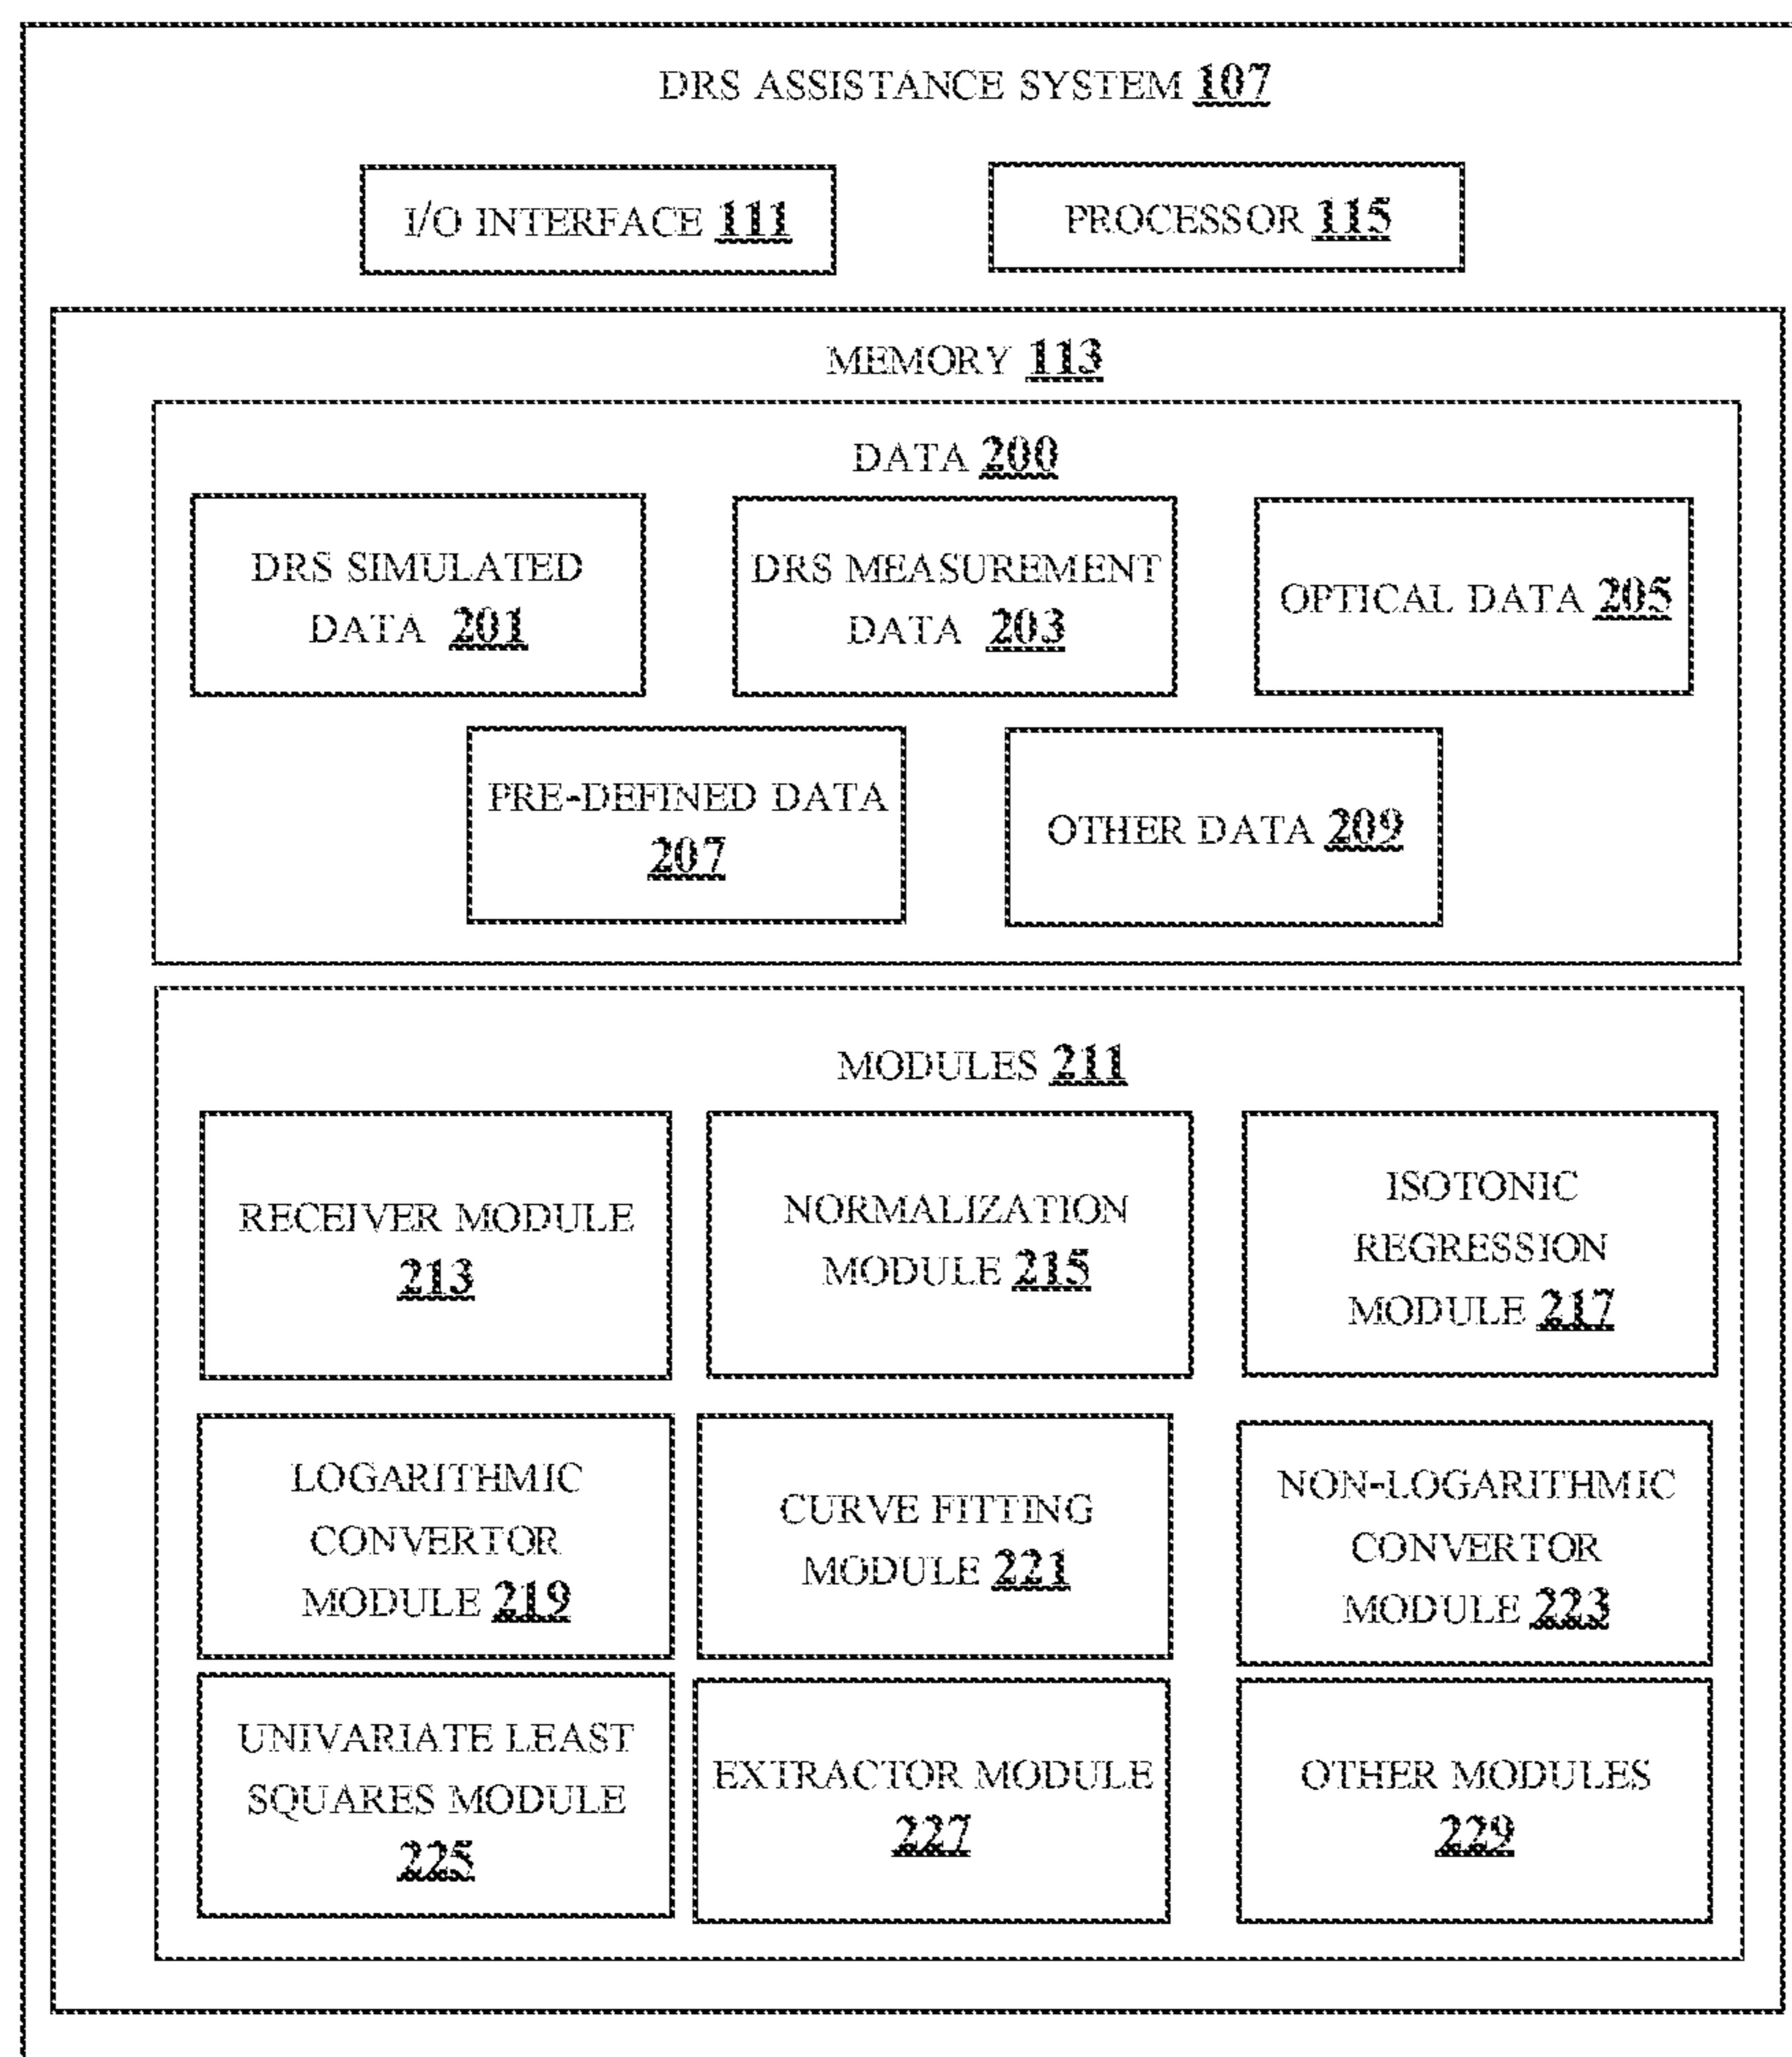 DRS ASSISTANCE SYSTEM 107
I/O INTERFACE 111
PROCESSOR 115
MEMORY 113
DATA 200
DRS SIMULATED
DATA 201
DRS MEASUREMENT
DATA 203
OPTICAL DATA 205
PRE-DEFINED DATA
207
OTHER DATA 209
MODULES 211
RECEIVER MODULE
213
NORMALIZATION
MODULE 215
ISOTONIC
REGRESSION
MODULE 217
LOGARITHMIC
CONVERTOR
MODULE 219
CURVE FITTING
MODULE 221
NON-LOGARITHMIC
CONVERTOR
MODULE 223
UNIVARIATE LEAST
SQUARES MODULE
225
EXTRACTOR MODULE
227
OTHER MODULES
229